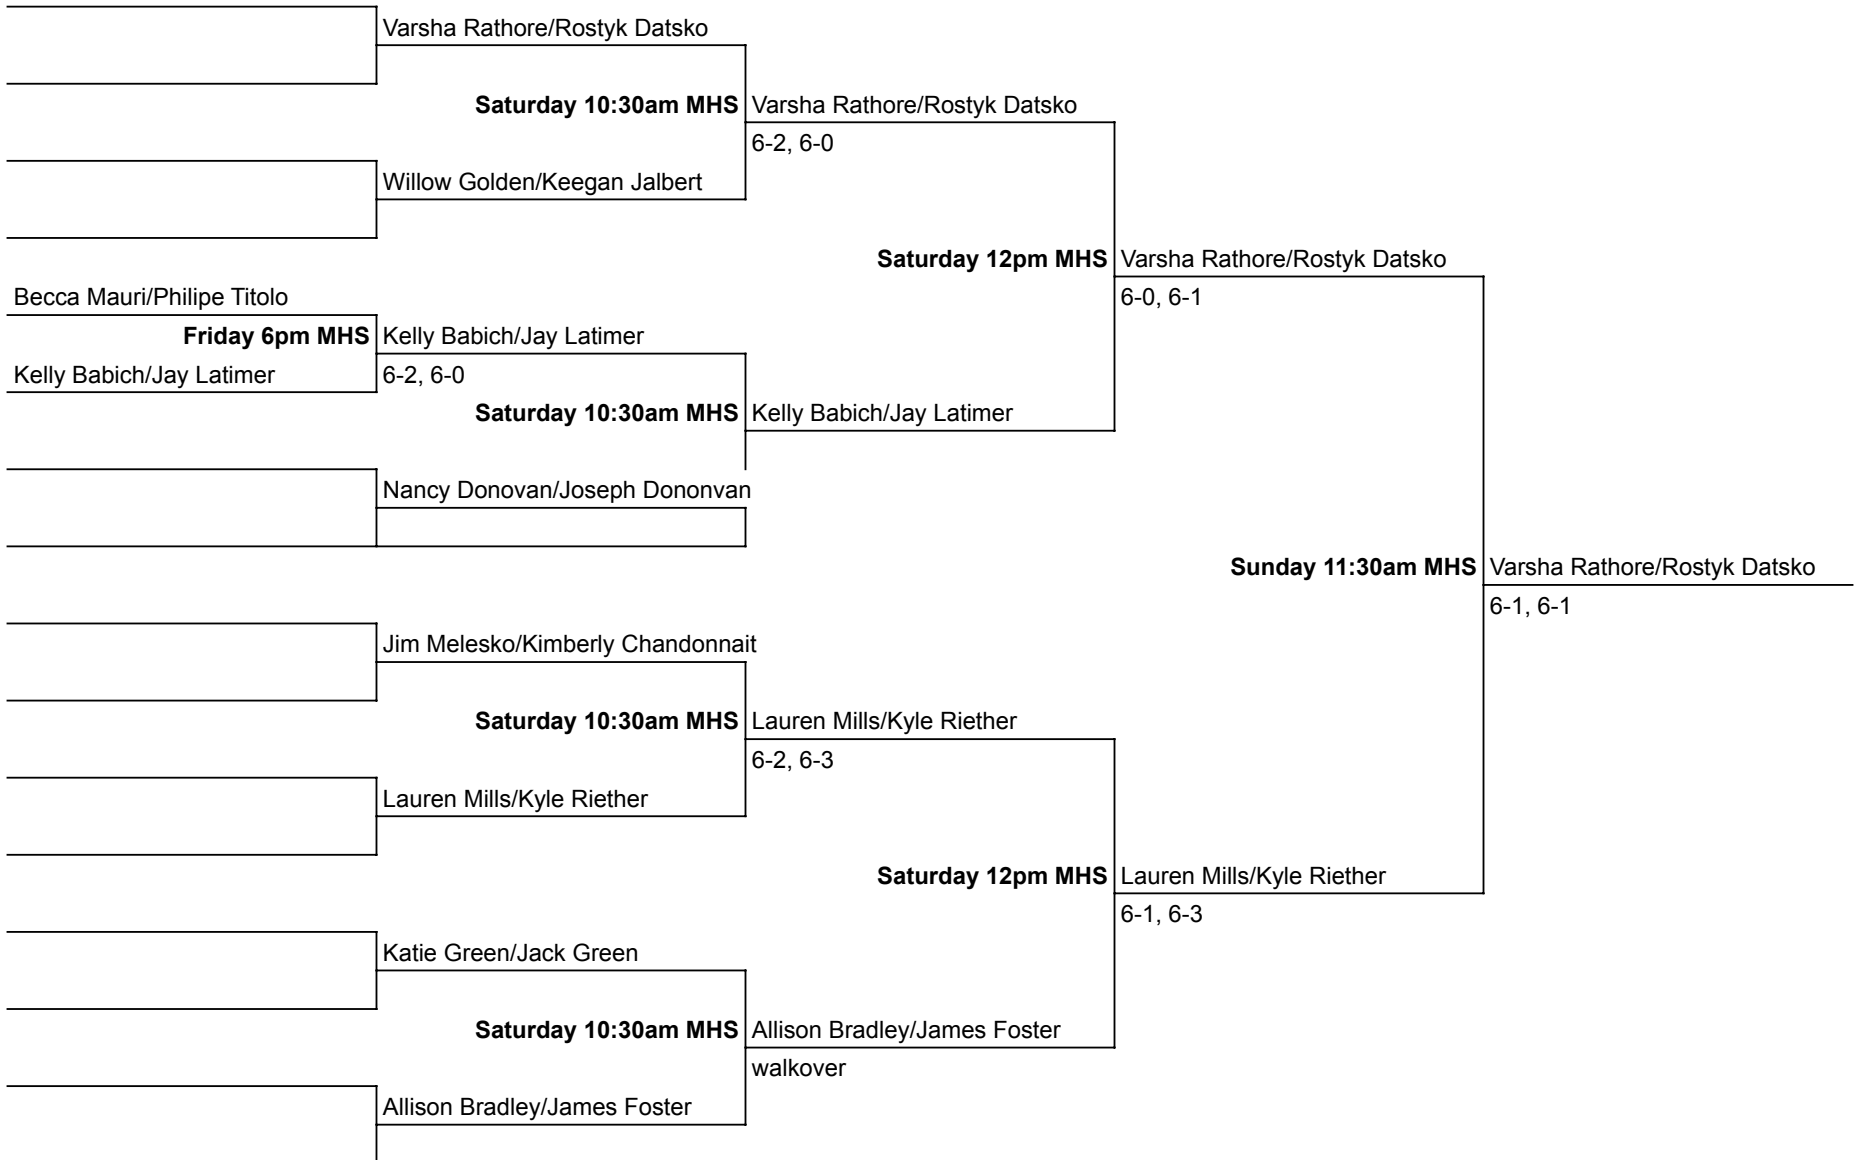 Varsha Rathore/Rostyk Datsko
Saturday 10:30am MHS
Varsha Rathore/Rostyk Datsko
6-2, 6-0
Willow Golden/Keegan Jalbert
Saturday 12pm MHS
Varsha Rathore/Rostyk Datsko
6-0, 6-1
Becca Mauri/Philipe Titolo
Friday 6pm MHS
Kelly Babich/Jay Latimer
Kelly Babich/Jay Latimer
6-2, 6-0
Saturday 10:30am MHS
Kelly Babich/Jay Latimer
Nancy Donovan/Joseph Dononvan
Sunday 11:30am MHS
Varsha Rathore/Rostyk Datsko
6-1, 6-1
Jim Melesko/Kimberly Chandonnait
Saturday 10:30am MHS
Lauren Mills/Kyle Riether
6-2, 6-3
Lauren Mills/Kyle Riether
Saturday 12pm MHS
Lauren Mills/Kyle Riether
6-1, 6-3
Katie Green/Jack Green
Saturday 10:30am MHS
Allison Bradley/James Foster
walkover
Allison Bradley/James Foster